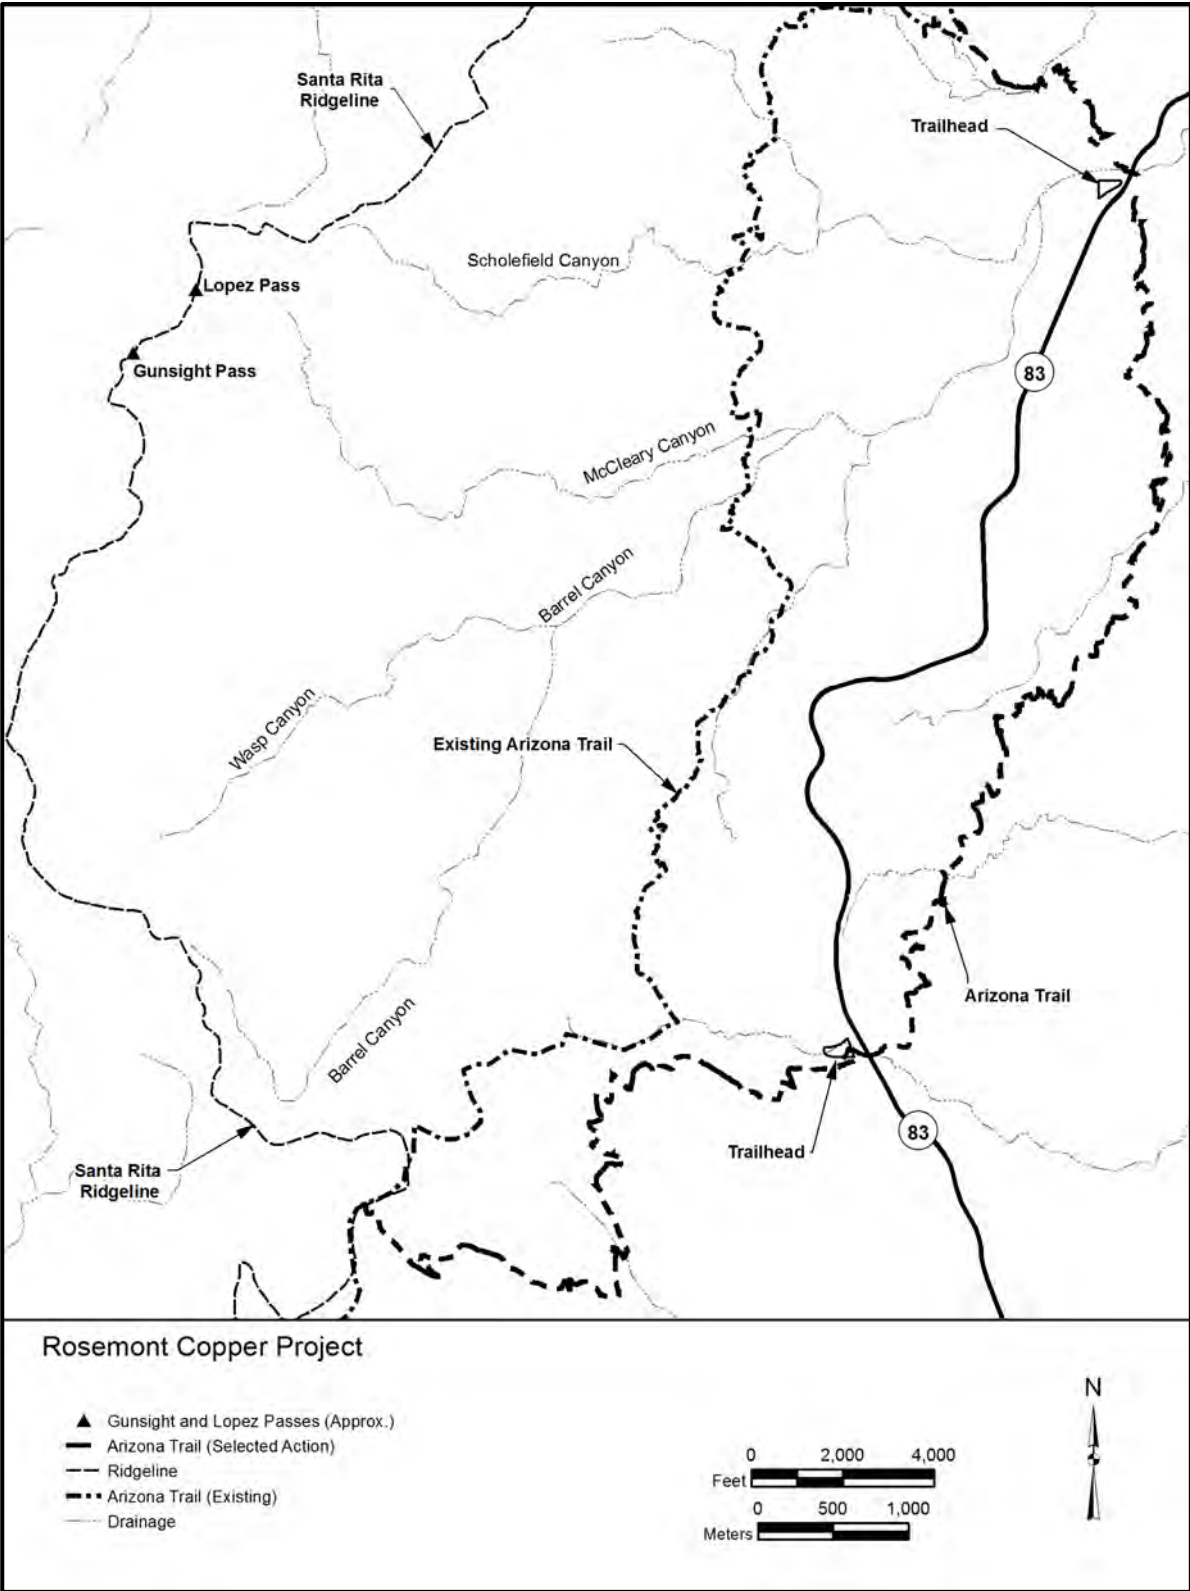 Santa Rita
Ridgeline
Trailhead
Scholefield Canyon
Lopez Pass
Gunsight Pass
83
McCleary Canyon
Barrel Canyon
Wasp Canyon
Existing Arizona Trail
Arizona Trail
Barrel Canyon
Trailhead
83
Santa Rita
Ridgeline
Rosemont Copper Project
Gunsight and Lopez Passes (Approx.)
Arizona Trail (Selected Action)
Ridgeline
Arizona Trail (Existing)
Drainage
0 2,000 4,000
Feet
0 500 1,000
Meters
N